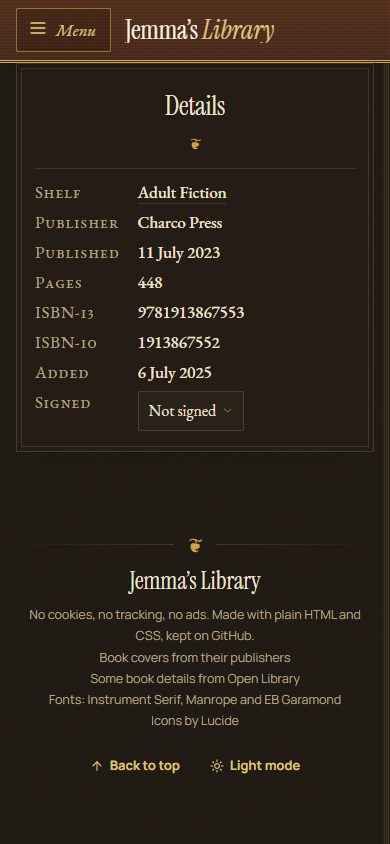 Menu
Jemma's Library
Details
Shelf Adult Fiction
Publisher Charco Press
Published 11 July 2023
Pages 448
ISBN-13 9781913867553
ISBN-10 1913867552
Added 6 July 2025
Signed Not signed
Jemma's Library
No cookies, no tracking, no ads. Made with plain HTML and
CSS, kept on GitHub.
Book covers from their publishers
Some book details from Open Library
Fonts: Instrument Serif, Manrope and EB Garamond
Icons by Lucide
Back to top
Light mode